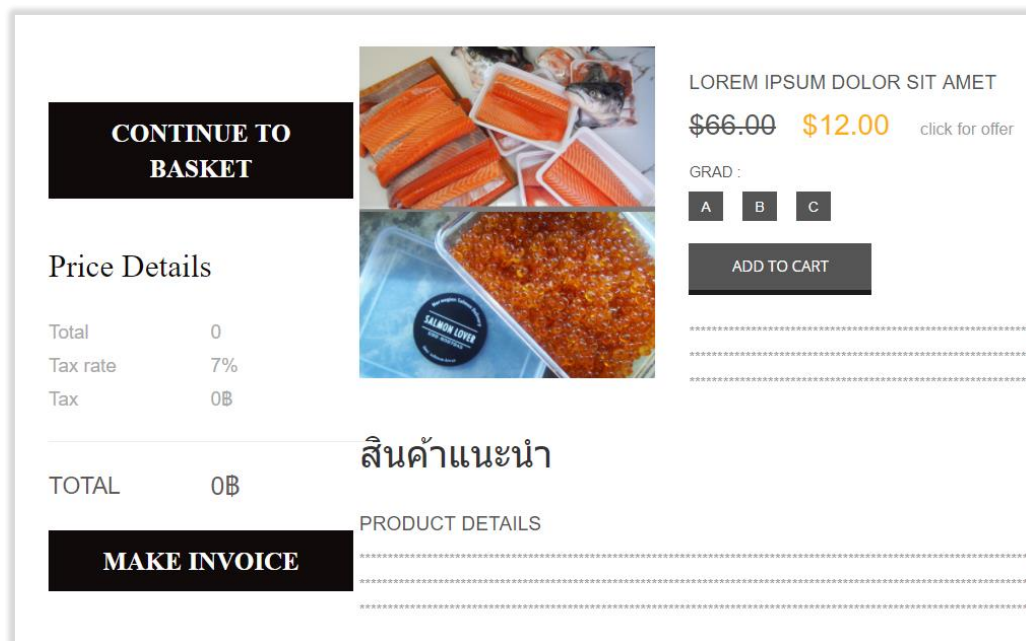 CONTINUE TO
BASKET
Price Details
Total 0
Tax rate 7%
Tax 0฿
TOTAL 0฿
MAKE INVOICE
SALMON LOVER
LOREM IPSUM DOLOR SIT AMET
$66.00 $12.00 click for offer
GRAD :
A B C
ADD TO CART
สินค้าแนะนำ
PRODUCT DETAILS